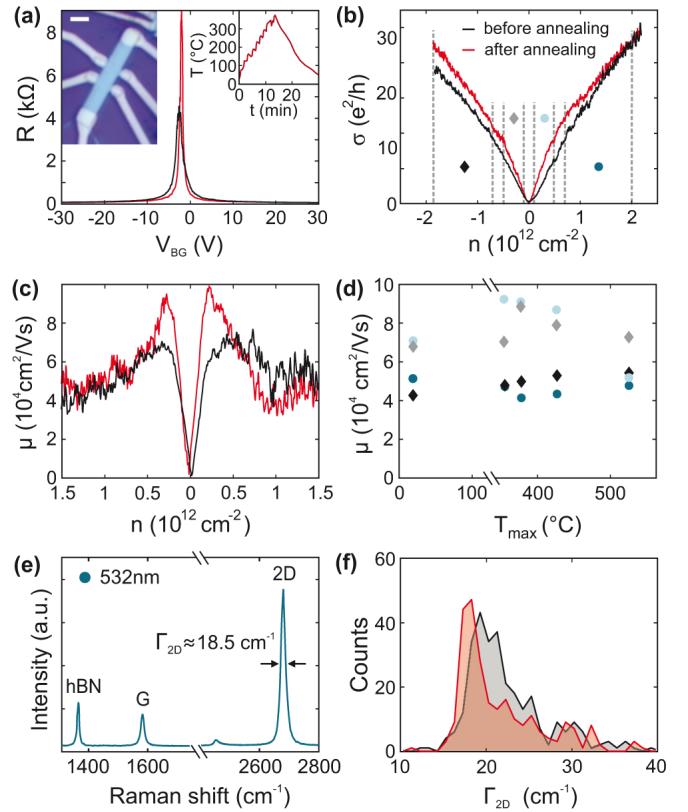 (a)
R (kΩ)
8
6
4
2
0
-30 -20 -10 0 10 20 30
V_BG (V)
T (°C)
300
200
100
0
0 20
t (min)
(b)
before annealing
after annealing
σ (e²/h)
30
20
10
0
-2 -1 0 1 2
n (10¹² cm⁻²)
(c)
μ (10⁴cm²/Vs)
10
8
6
4
2
0
1.5 1 0.5 0 0.5 1 1.5
n (10¹² cm⁻²)
(d)
μ (10⁴ cm²/Vs)
10
8
6
4
2
0
0 100 400 500
T_max (°C)
(e)
532nm
2D
Γ_2D≈18.5 cm⁻¹
hBN
G
Intensity (a.u.)
1400 1600 2600 2800
Raman shift (cm⁻¹)
(f)
Counts
60
40
20
0
10 20 30 40
Γ_2D (cm⁻¹)